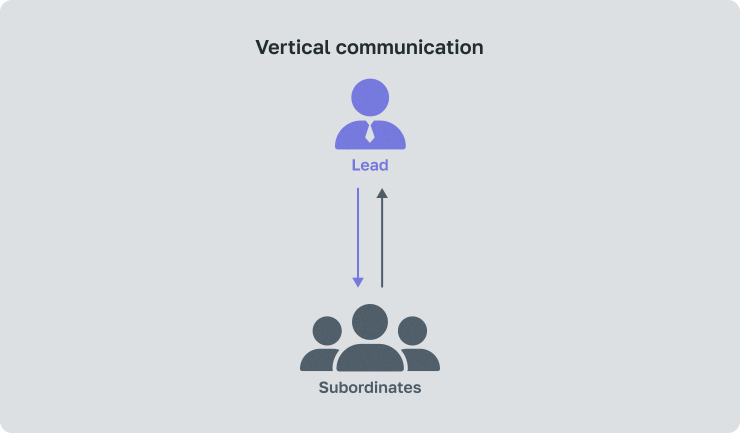 Vertical communication
Lead
Subordinates